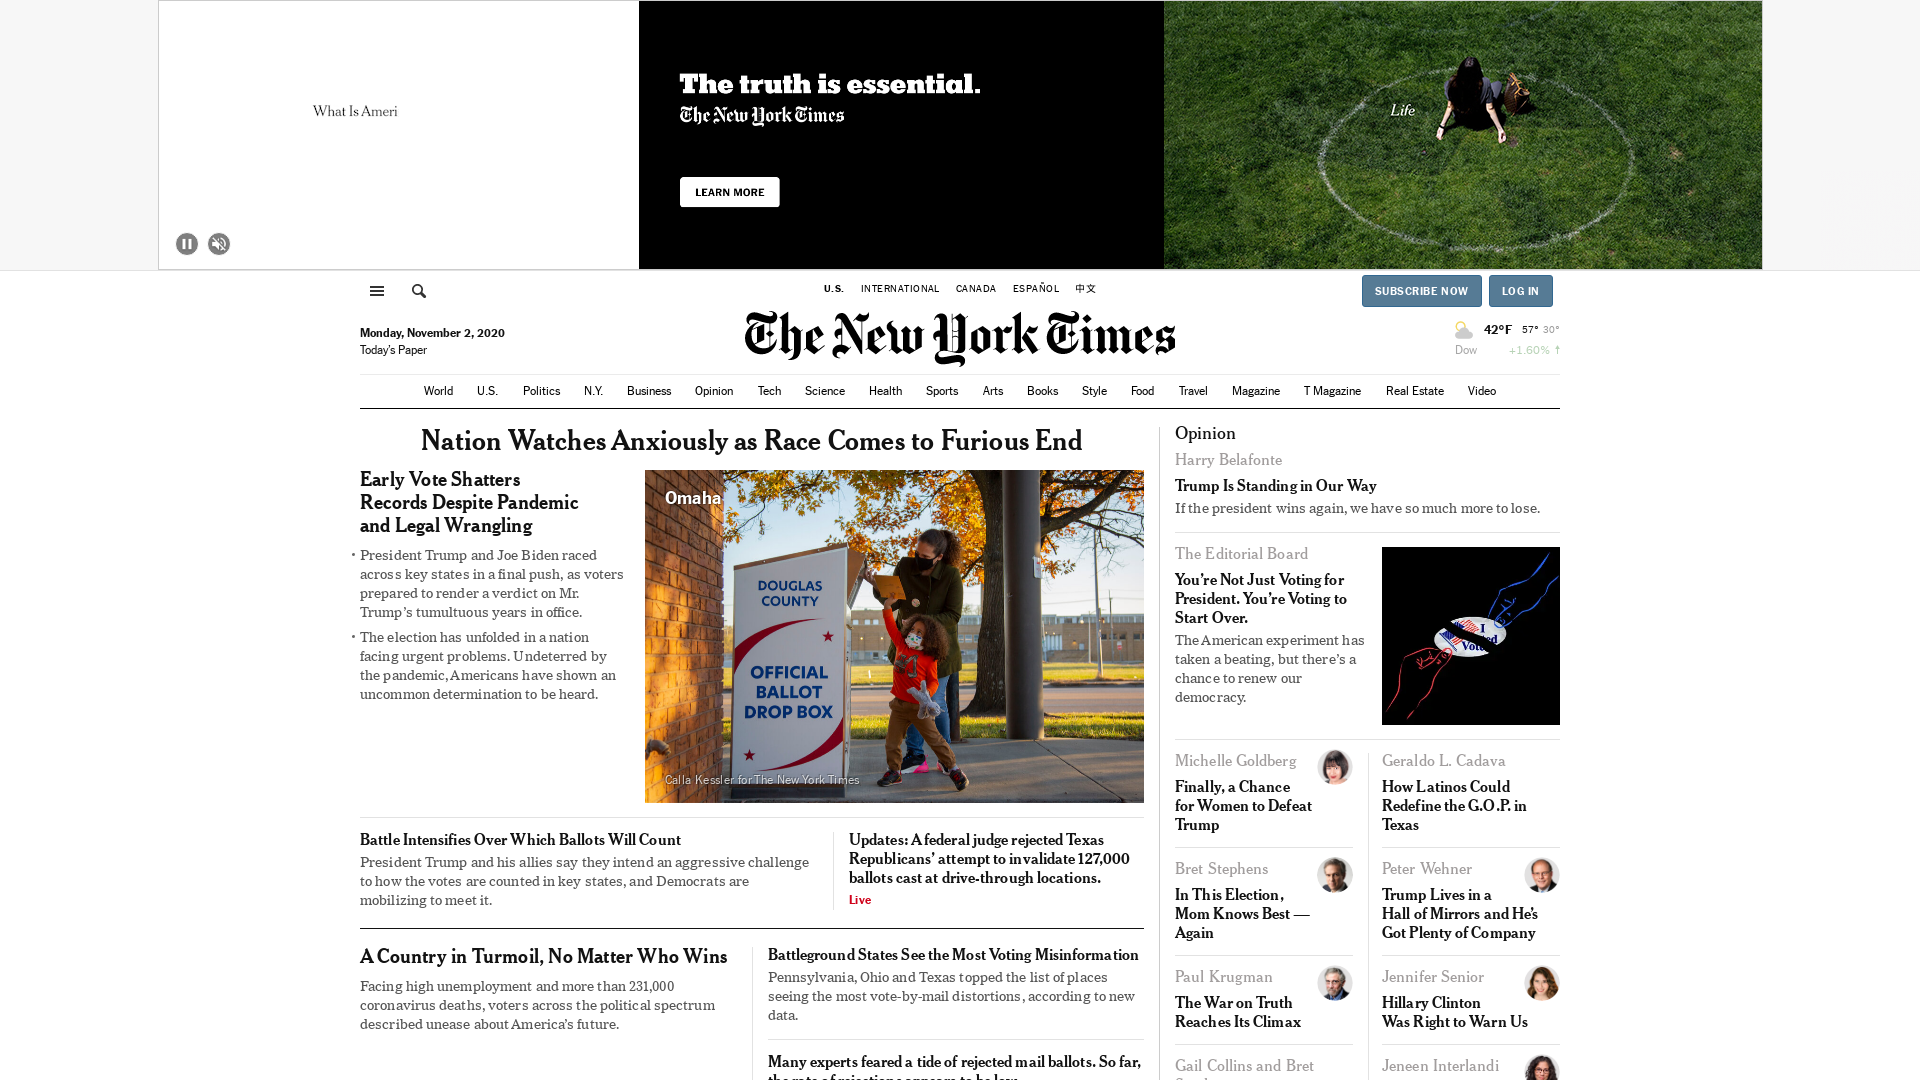 What Is Ameri
The truth is essential.
The New York Times
LEARN MORE
Life
U.S. INTERNATIONAL CANADA ESPAÑOL 中文
SUBSCRIBE NOW LOG IN
Monday, November 2, 2020
Today's Paper
The New York Times
42°F 57° 30°
Dow +1.60% ↑
World U.S. Politics N.Y. Business Opinion Tech Science Health Sports Arts Books Style Food Travel Magazine T Magazine Real Estate Video
Nation Watches Anxiously as Race Comes to Furious End
Early Vote Shatters
Records Despite Pandemic
and Legal Wrangling
• President Trump and Joe Biden raced
across key states in a final push, as voters
prepared to render a verdict on Mr.
Trump's tumultuous years in office.
• The election has unfolded in a nation
facing urgent problems. Undeterred by
the pandemic, Americans have shown an
uncommon determination to be heard.
Omaha
DOUGLAS
COUNTY
OFFICIAL
BALLOT
DROP BOX
Calla Kessler for The New York Times
Battle Intensifies Over Which Ballots Will Count
President Trump and his allies say they intend an aggressive challenge
to how the votes are counted in key states, and Democrats are
mobilizing to meet it.
Updates: A federal judge rejected Texas
Republicans' attempt to invalidate 127,000
ballots cast at drive-through locations.
Live
A Country in Turmoil, No Matter Who Wins
Facing high unemployment and more than 231,000
coronavirus deaths, voters across the political spectrum
described unease about America's future.
Battleground States See the Most Voting Misinformation
Pennsylvania, Ohio and Texas topped the list of places
seeing the most vote-by-mail distortions, according to new
data.
Many experts feared a tide of rejected mail ballots. So far,
the rate of rejections appears to be low.
Opinion
Harry Belafonte
Trump Is Standing in Our Way
If the president wins again, we have so much more to lose.
The Editorial Board
You're Not Just Voting for
President. You're Voting to
Start Over.
The American experiment has
taken a beating, but there's a
chance to renew our
democracy.
I
Michelle Goldberg
Finally, a Chance
for Women to Defeat
Trump
Geraldo L. Cadava
How Latinos Could
Redefine the G.O.P. in
Texas
Bret Stephens
In This Election,
Mom Knows Best —
Again
Peter Wehner
Trump Lives in a
Hall of Mirrors and He's
Got Plenty of Company
Paul Krugman
The War on Truth
Reaches Its Climax
Jennifer Senior
Hillary Clinton
Was Right to Warn Us
Gail Collins and Bret
Jeneen Interlandi